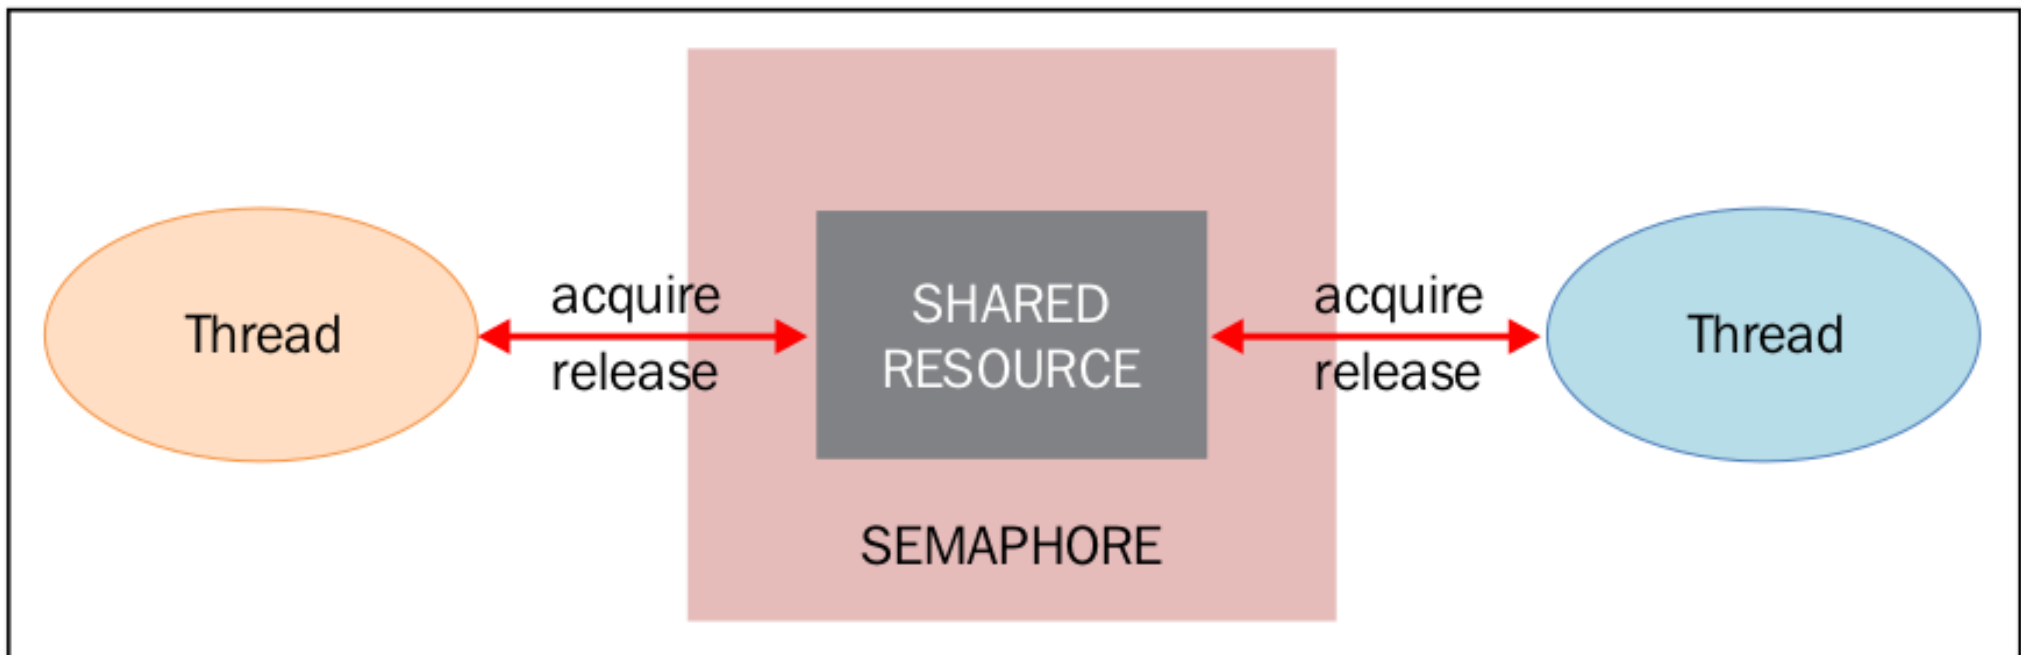 Thread
acquire
release
SHARED
RESOURCE
SEMAPHORE
acquire
release
Thread